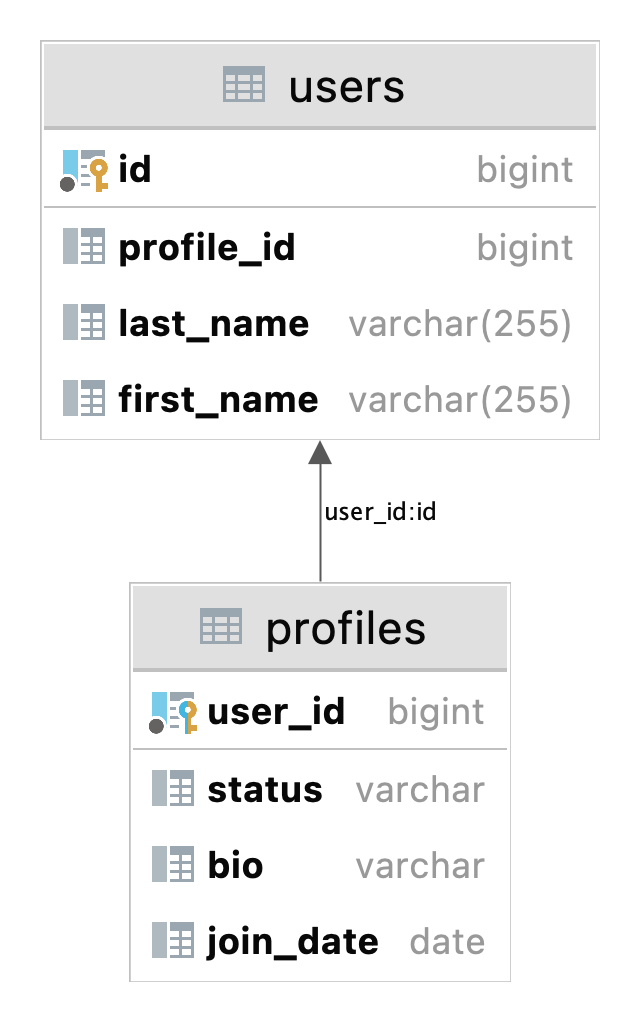 users
id bigint
profile_id bigint
last_name varchar(255)
first_name varchar(255)
user_id:id
profiles
user_id bigint
status varchar
bio varchar
join_date date